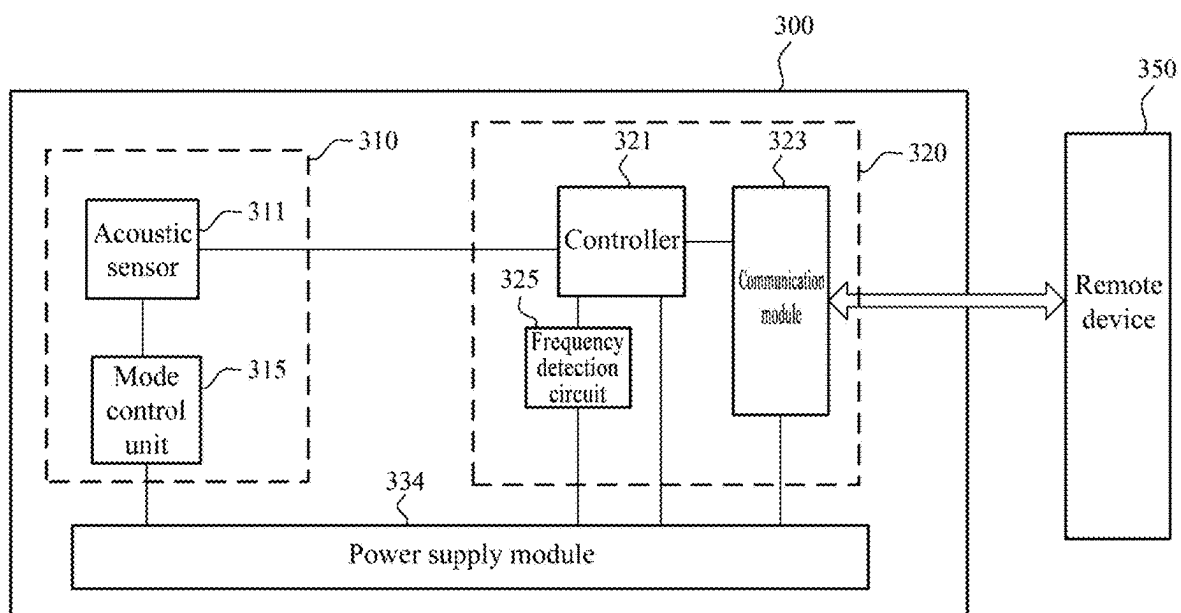 300
350
310
321
323
320
311
Acoustic
sensor
Controller
325
Communication
module
Remote
device
Frequency
detection
circuit
315
Mode
control
unit
334
Power supply module